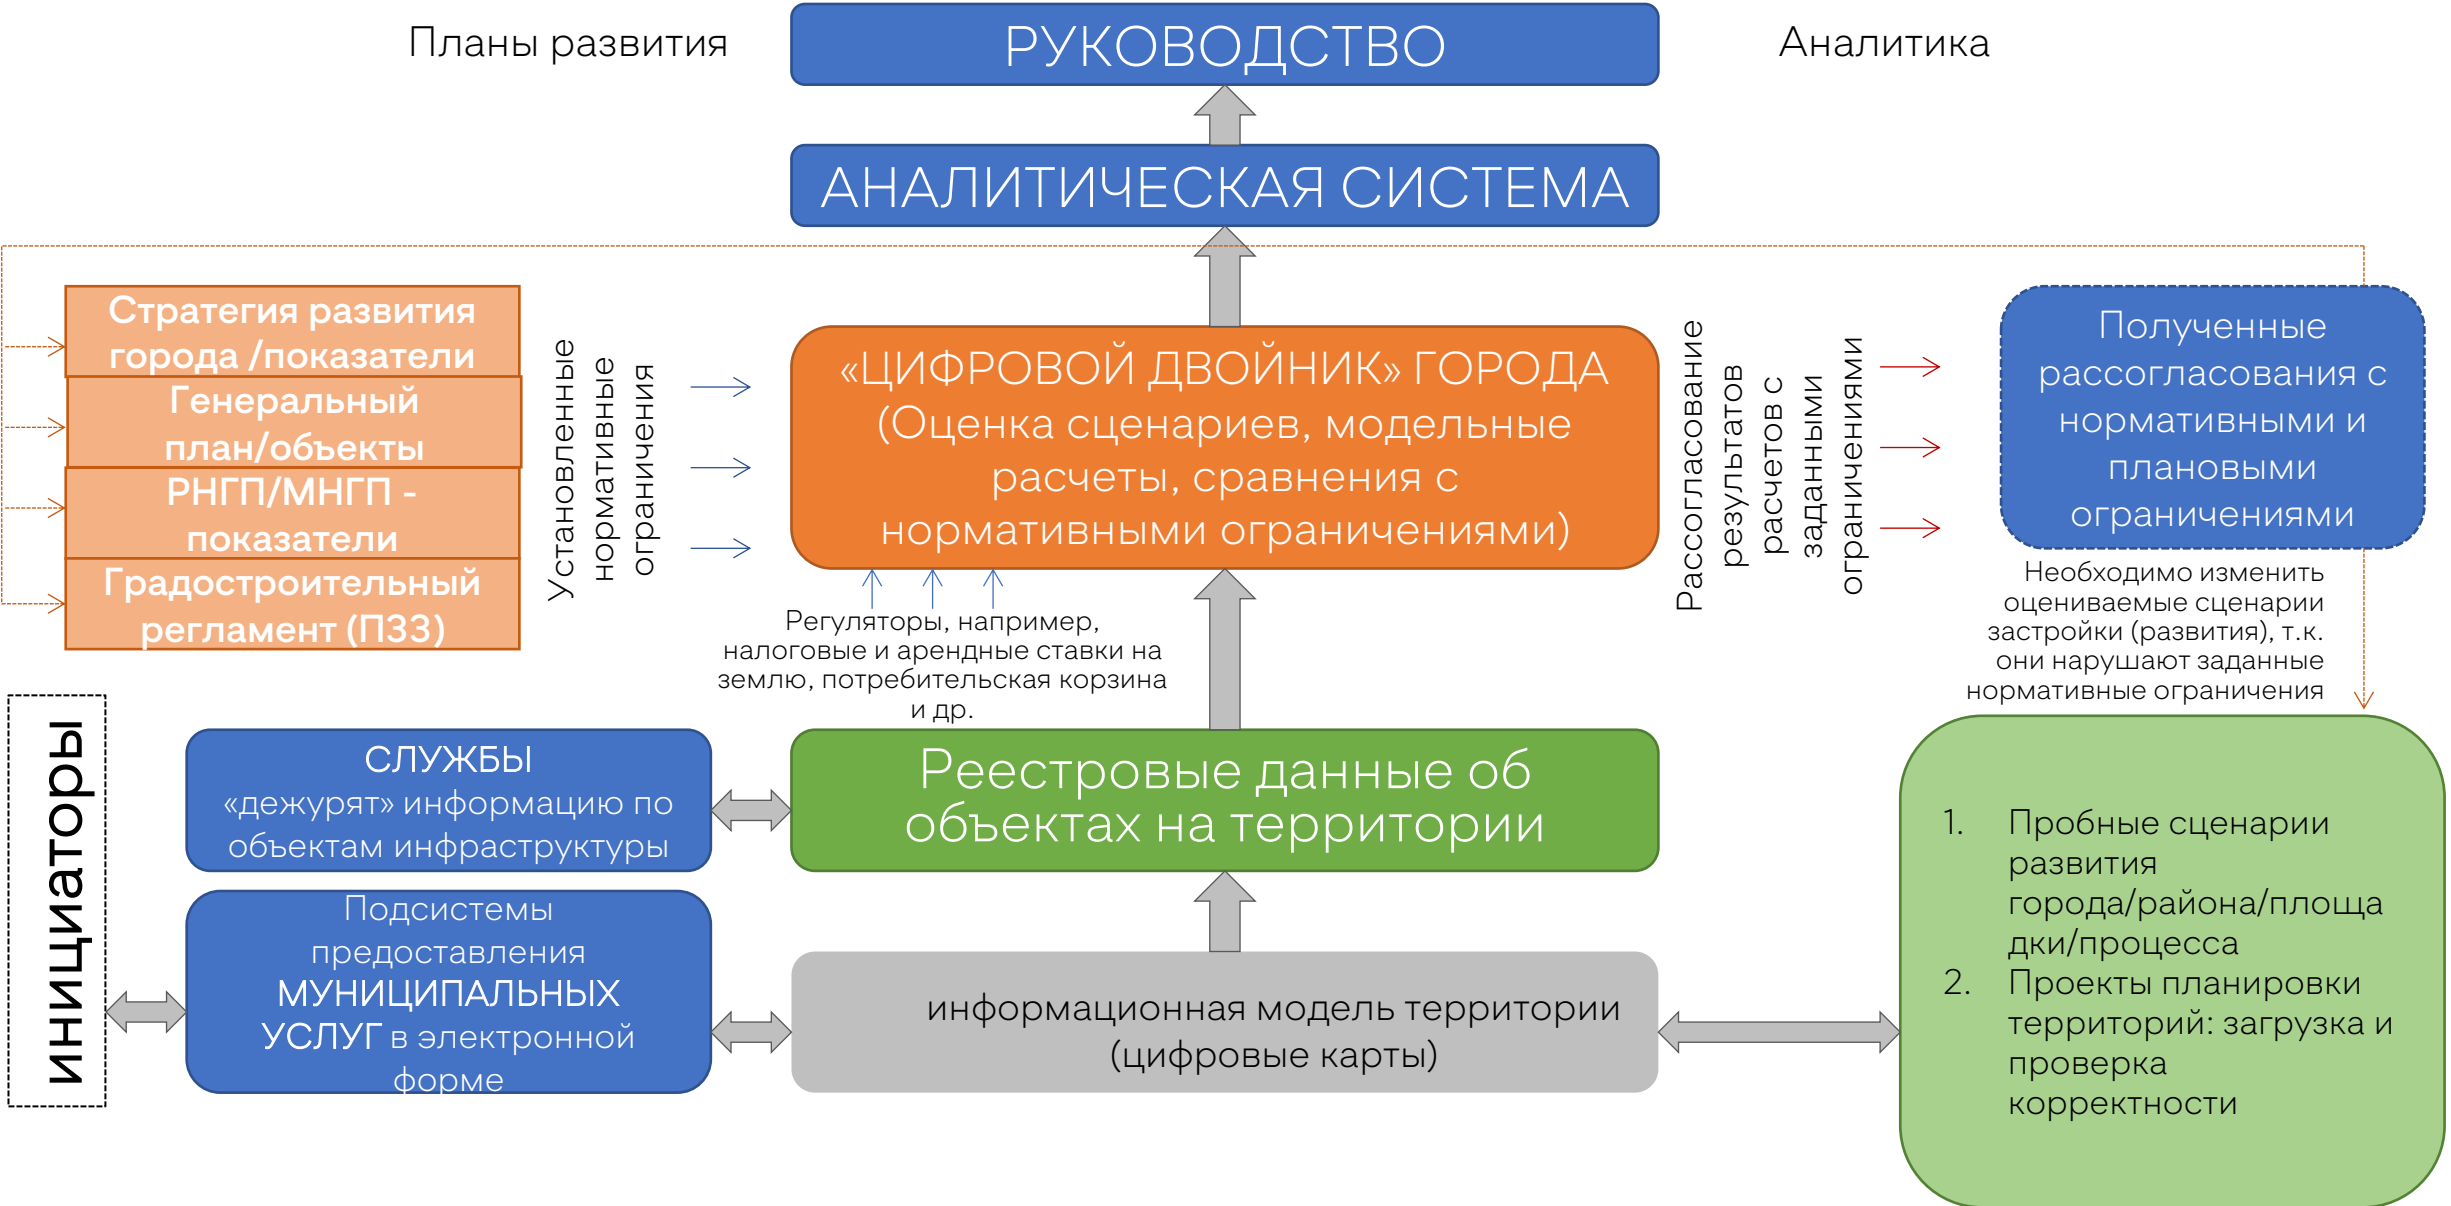 Планы развития
РУКОВОДСТВО
Аналитика
АНАЛИТИЧЕСКАЯ СИСТЕМА
Стратегия развития
города /показатели
Генеральный
план/объекты
РНГП/МНГП -
показатели
Градостроительный
регламент (ПЗЗ)
Установленные
нормативные
ограничения
«ЦИФРОВОЙ ДВОЙНИК» ГОРОДА
(Оценка сценариев, модельные
расчеты, сравнения с
нормативными ограничениями)
Рассогласование
результатов
расчетов с
заданными
ограничениями
Полученные
рассогласования с
нормативными и
плановыми
ограничениями
Регуляторы, например,
налоговые и арендные ставки на
землю, потребительская корзина
и др.
Необходимо изменить
оцениваемые сценарии
застройки (развития), т.к.
они нарушают заданные
нормативные ограничения
инициаторы
СЛУЖБЫ
«дежурят» информацию по
объектам инфраструктуры
Реестровые данные об
объектах на территории
Подсистемы
предоставления
МУНИЦИПАЛЬНЫХ
УСЛУГ в электронной
форме
информационная модель территории
(цифровые карты)
1. Пробные сценарии
развития
города/района/площа
дки/процесса
2. Проекты планировки
территорий: загрузка и
проверка
корректности